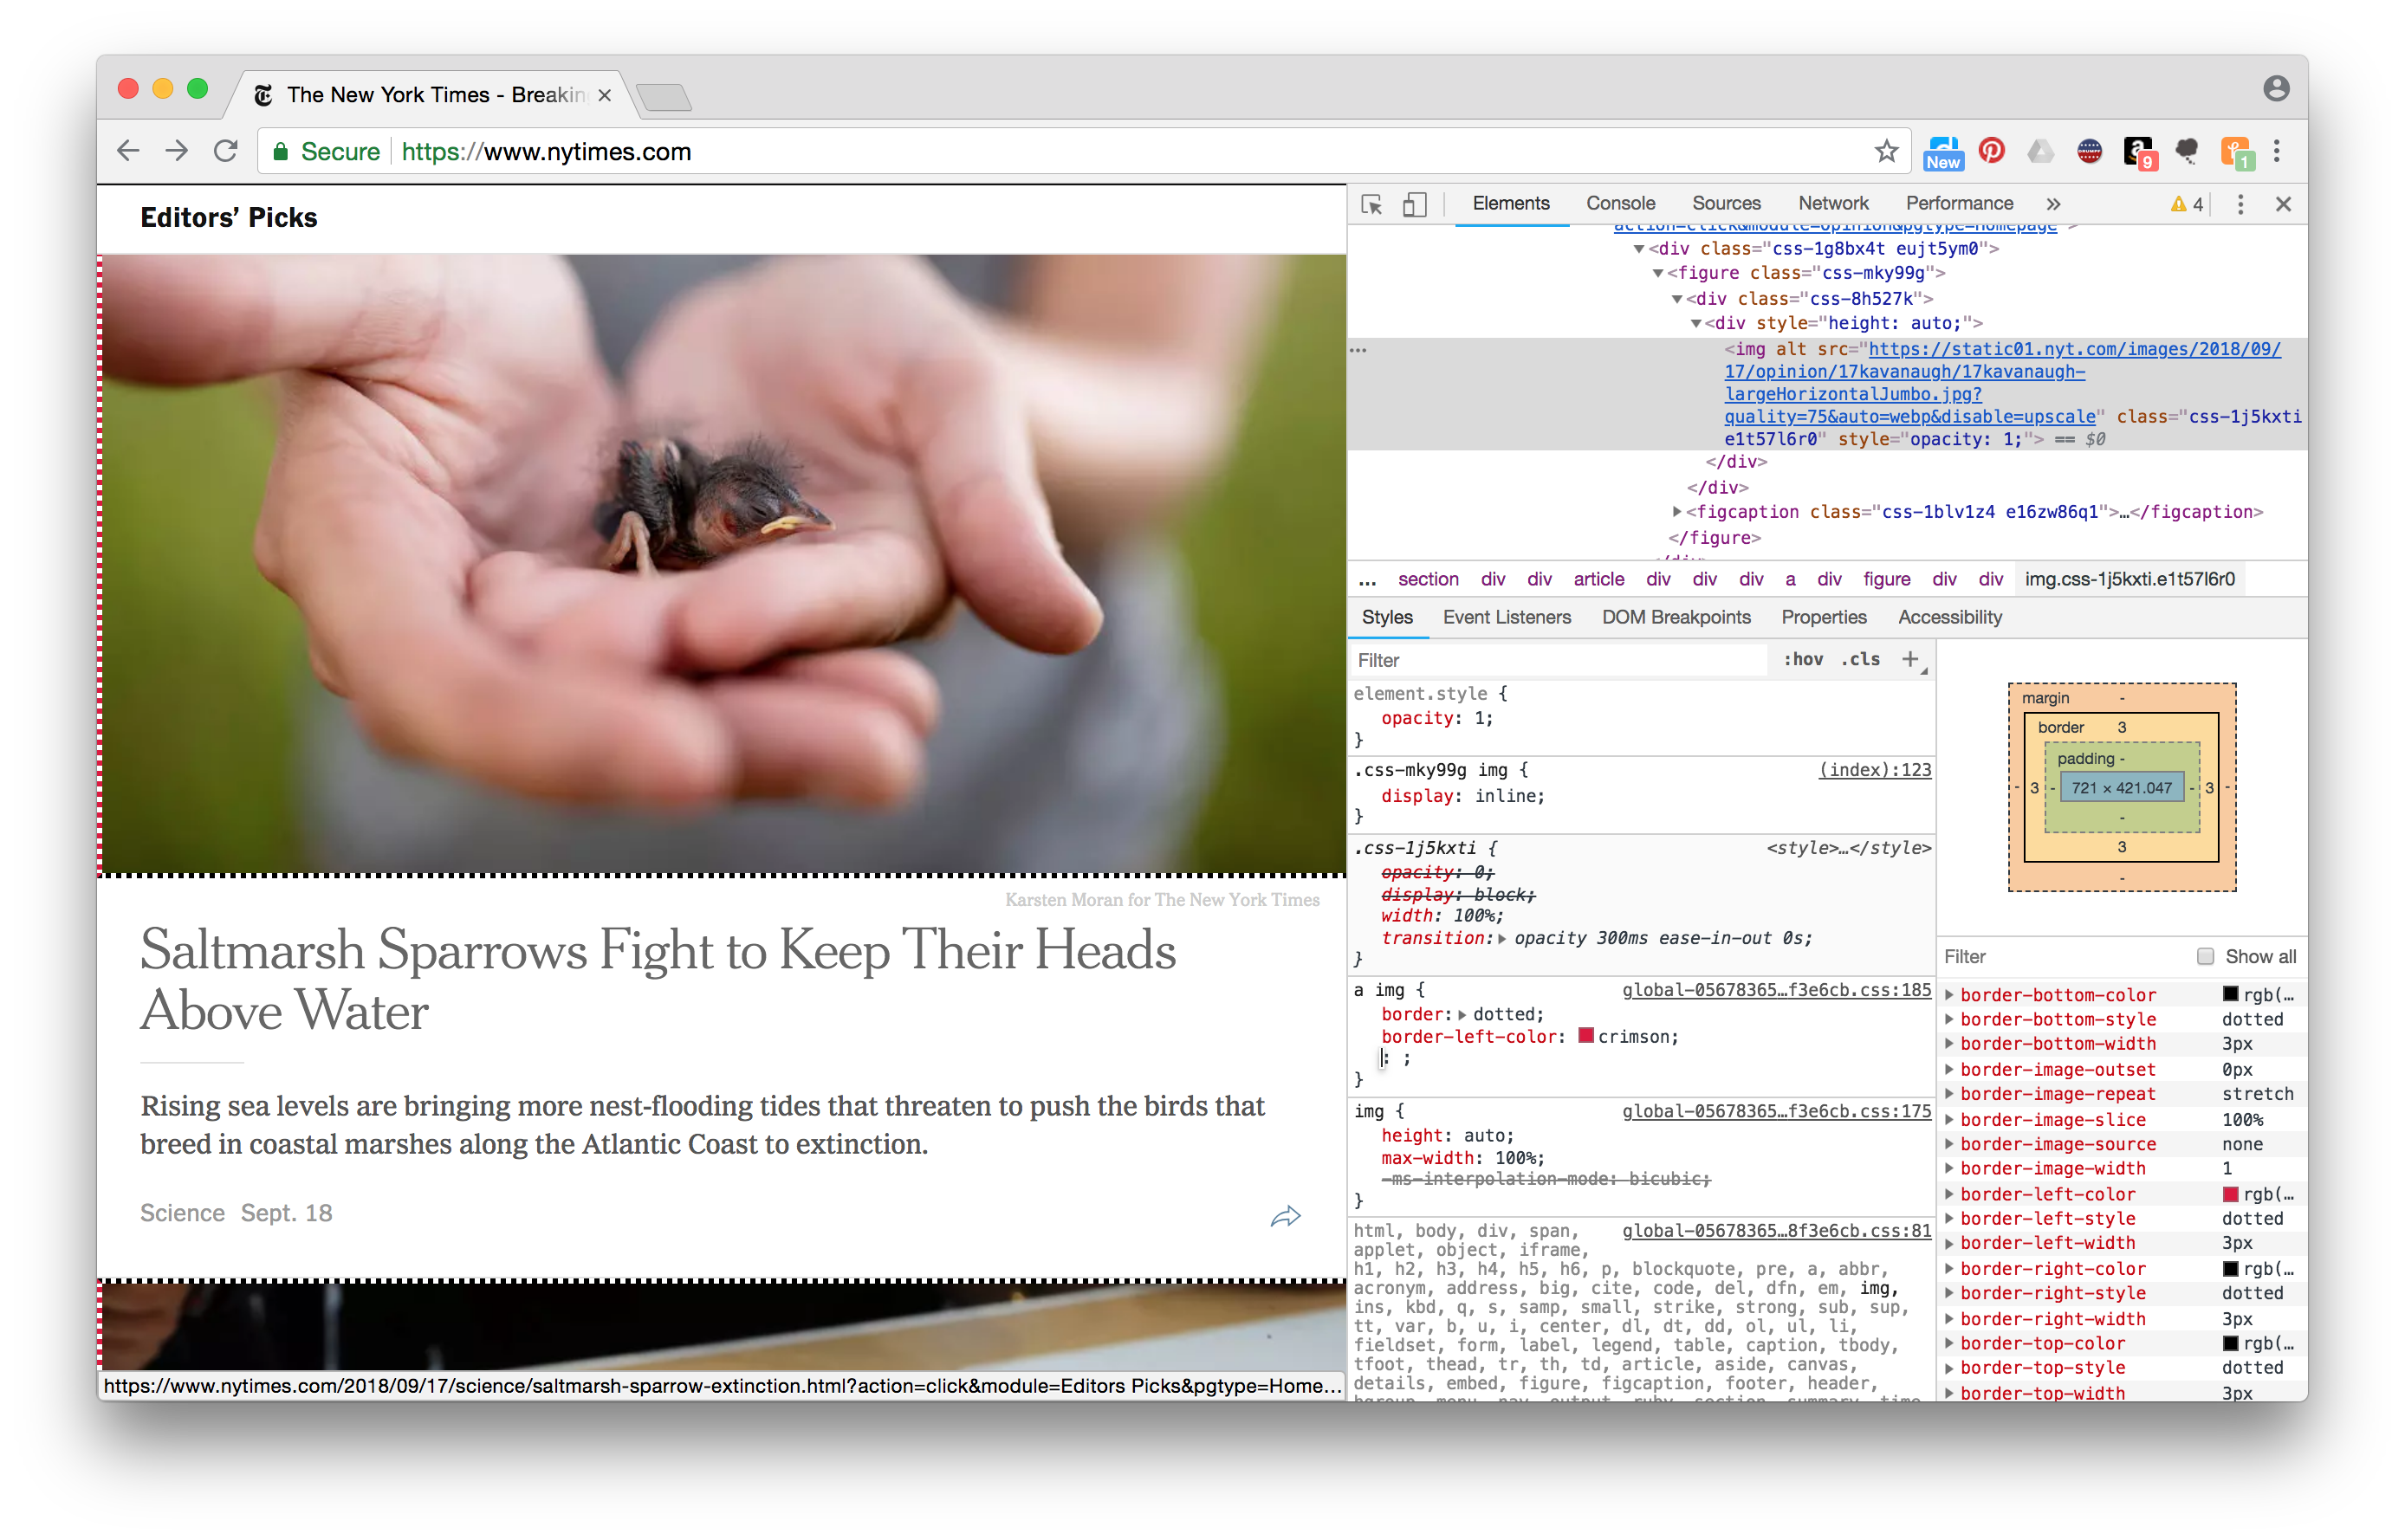 The New York Times - Breakin
Secure https://www.nytimes.com
New
9
1
Editors’ Picks
Karsten Moran for The New York Times
Saltmarsh Sparrows Fight to Keep Their Heads
Above Water
Rising sea levels are bringing more nest-flooding tides that threaten to push the birds that
breed in coastal marshes along the Atlantic Coast to extinction.
Science Sept. 18
https://www.nytimes.com/2018/09/17/science/saltmarsh-sparrow-extinction.html?action=click&module=Editors Picks&pgtype=Home…
Elements Console Sources Network Performance » 4
action=click&module=Opinion&pgtype=Homepage">
<div class="css-1g8bx4t eujt5ym0">
<figure class="css-mky99g">
<div class="css-8h527k">
<div style="height: auto;">
<img alt src="https://static01.nyt.com/images/2018/09/
17/opinion/17kavanaugh/17kavanaugh-
largeHorizontalJumbo.jpg?
quality=75&auto=webp&disable=upscale" class="css-1j5kxti
e1t57l6r0" style="opacity: 1;"> == $0
</div>
</div>
<figcaption class="css-1blv1z4 e16zw86q1">…</figcaption>
</figure>
… section div div article div div div a div figure div div img.css-1j5kxti.e1t57l6r0
Styles Event Listeners DOM Breakpoints Properties Accessibility
Filter :hov .cls +
element.style {
opacity: 1;
}
.css-mky99g img { (index):123
display: inline;
}
.css-1j5kxti { <style>…</style>
opacity: 0;
display: block;
width: 100%;
transition: opacity 300ms ease-in-out 0s;
}
a img { global-05678365…f3e6cb.css:185
border: dotted;
border-left-color: crimson;
: ;
}
img { global-05678365…f3e6cb.css:175
height: auto;
max-width: 100%;
-ms-interpolation-mode: bicubic;
}
html, body, div, span, global-05678365…8f3e6cb.css:81
applet, object, iframe,
h1, h2, h3, h4, h5, h6, p, blockquote, pre, a, abbr,
acronym, address, big, cite, code, del, dfn, em, img,
ins, kbd, q, s, samp, small, strike, strong, sub, sup,
tt, var, b, u, i, center, dl, dt, dd, ol, ul, li,
fieldset, form, label, legend, table, caption, tbody,
tfoot, thead, tr, th, td, article, aside, canvas,
details, embed, figure, figcaption, footer, header,
hgroup, menu, nav, output, ruby, section, summary, time,
margin -
border 3
padding -
- 3 - 721 × 421.047 - 3 -
-
3
-
Filter Show all
border-bottom-color rgb(…
border-bottom-style dotted
border-bottom-width 3px
border-image-outset 0px
border-image-repeat stretch
border-image-slice 100%
border-image-source none
border-image-width 1
border-left-color rgb(…
border-left-style dotted
border-left-width 3px
border-right-color rgb(…
border-right-style dotted
border-right-width 3px
border-top-color rgb(…
border-top-style dotted
border-top-width 3px